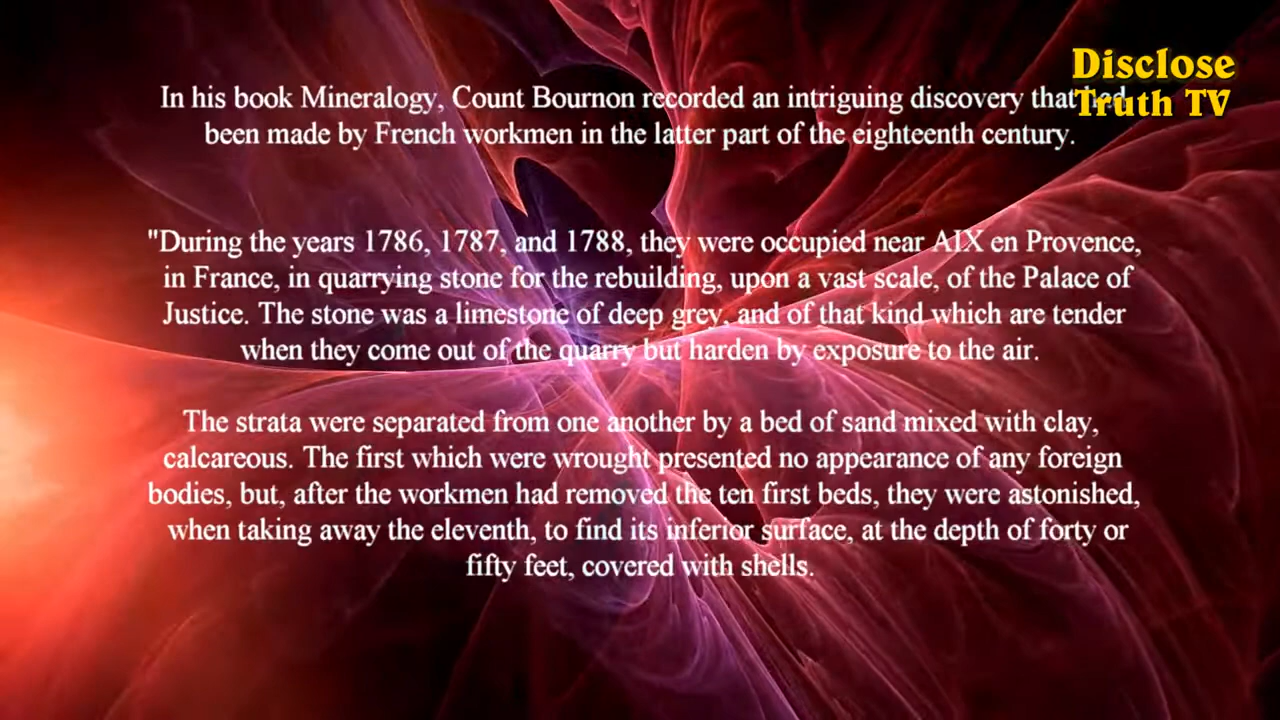 Disclose
Truth TV
In his book Mineralogy, Count Bournon recorded an intriguing discovery that
been made by French workmen in the latter part of the eighteenth century.
"During the years 1786, 1787, and 1788, they were occupied near AIX en Provence,
in France, in quarrying stone for the rebuilding, upon a vast scale, of the Palace of
Justice. The stone was a limestone of deep grey, and of that kind which are tender
when they come out of the quarry but harden by exposure to the air.
The strata were separated from one another by a bed of sand mixed with clay,
calcareous. The first which were wrought presented no appearance of any foreign
bodies, but, after the workmen had removed the ten first beds, they were astonished,
when taking away the eleventh, to find its inferior surface, at the depth of forty or
fifty feet, covered with shells.